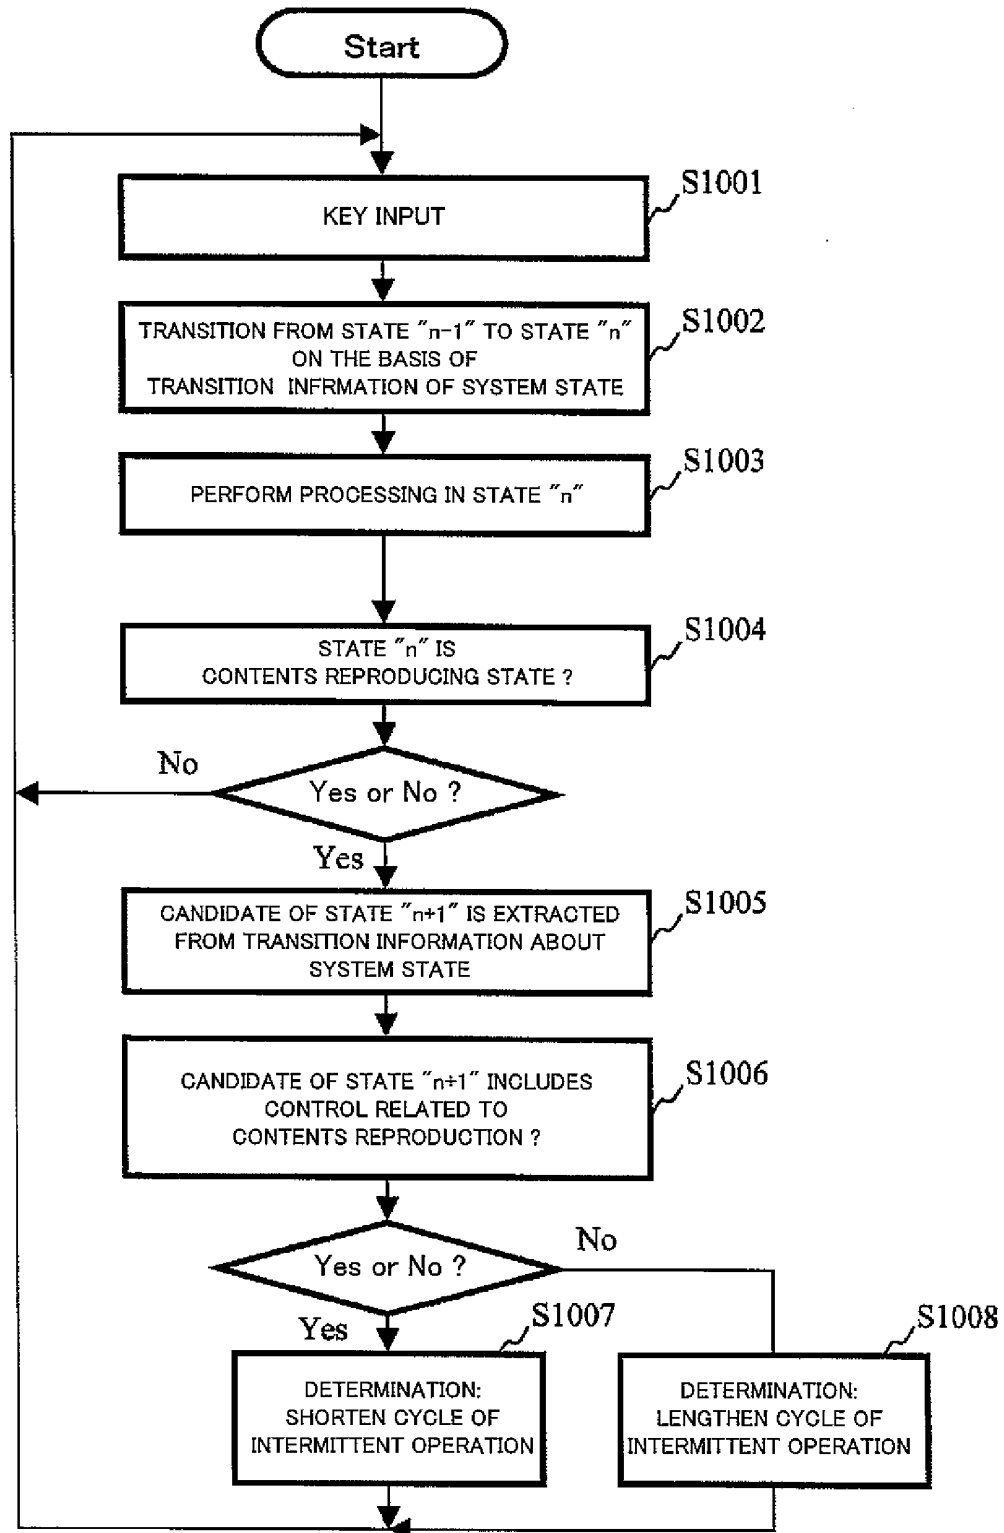 Start
S1001
KEY INPUT
S1002
TRANSITION FROM STATE "n-1" TO STATE "n"
ON THE BASIS OF
TRANSITION INFRMATION OF SYSTEM STATE
S1003
PERFORM PROCESSING IN STATE "n"
S1004
STATE "n" IS
CONTENTS REPRODUCING STATE ?
No
Yes or No ?
Yes
S1005
CANDIDATE OF STATE "n+1" IS EXTRACTED
FROM TRANSITION INFORMATION ABOUT
SYSTEM STATE
S1006
CANDIDATE OF STATE "n+1" INCLUDES
CONTROL RELATED TO
CONTENTS REPRODUCTION ?
No
Yes or No ?
Yes
S1007
DETERMINATION:
SHORTEN CYCLE OF
INTERMITTENT OPERATION
S1008
DETERMINATION:
LENGTHEN CYCLE OF
INTERMITTENT OPERATION